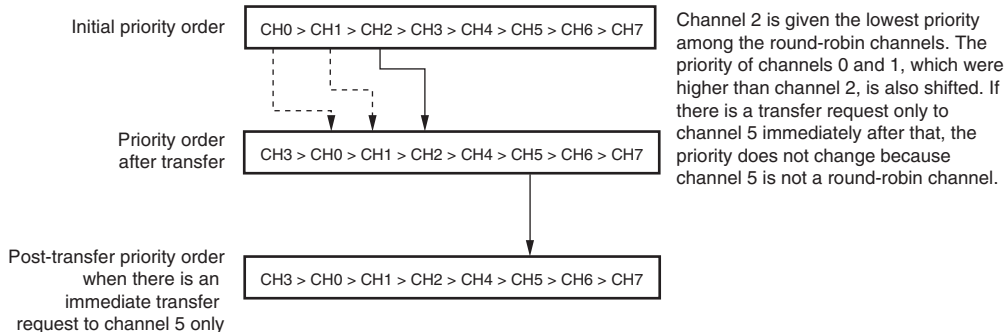 Initial priority order
CH0 > CH1 > CH2 > CH3 > CH4 > CH5 > CH6 > CH7
Channel 2 is given the lowest priority
among the round-robin channels. The
priority of channels 0 and 1, which were
higher than channel 2, is also shifted. If
there is a transfer request only to
channel 5 immediately after that, the
priority does not change because
channel 5 is not a round-robin channel.
Priority order
after transfer
CH3 > CH0 > CH1 > CH2 > CH4 > CH5 > CH6 > CH7
Post-transfer priority order
when there is an
immediate transfer
request to channel 5 only
CH3 > CH0 > CH1 > CH2 > CH4 > CH5 > CH6 > CH7